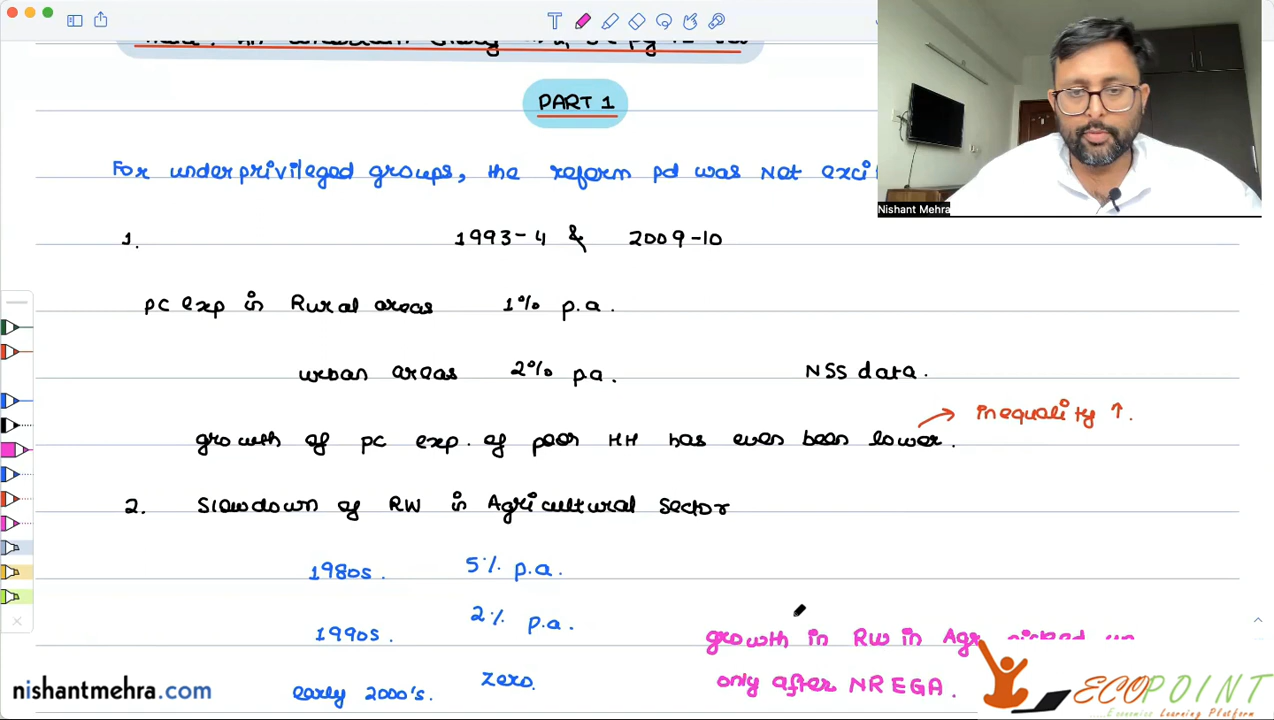 PART 1
For underprivileged groups, the reform pd was Not
1. 1993-4 & 2009-10
pc exp in Rural areas 1% p.a.
urban areas 2% p.a. NSS data.
inequality ↑.
growth of pc exp. of poor HH has even been lower.
2. Slowdown of RW in Agricultural Sector
1980s. 5% p.a.
1990s. 2% p.a.
growth in RW in Agr picked up
early 2000's. zero.
only after NREGA.
Nishant Mehra
nishantmehra.com
ECOPOINT
Economics Learning Platform